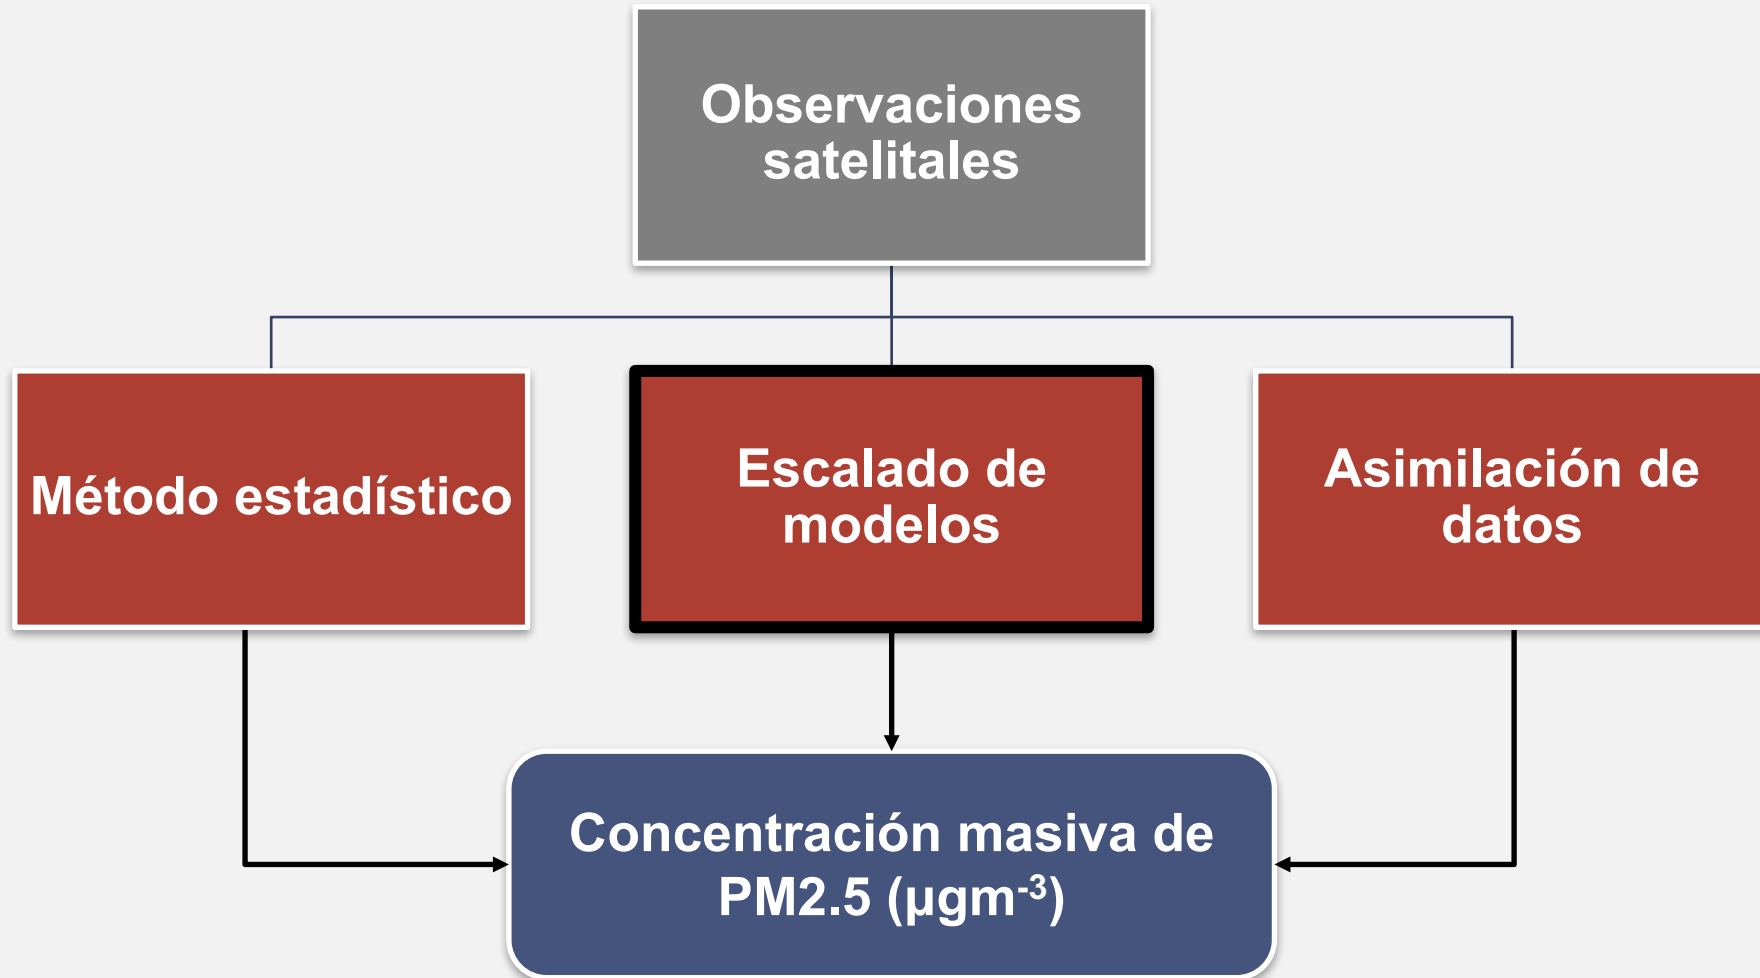 Observaciones
satelitales
Método estadístico
Escalado de
modelos
Asimilación de
datos
Concentración masiva de
PM2.5 (µgm⁻³)